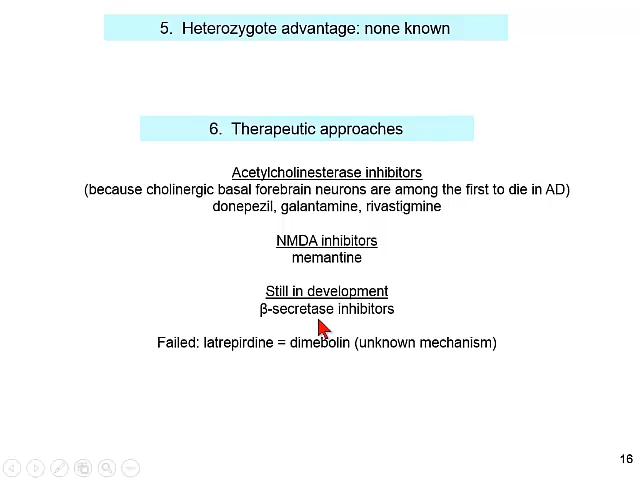 5. Heterozygote advantage: none known
6. Therapeutic approaches
Acetylcholinesterase inhibitors
(because cholinergic basal forebrain neurons are among the first to die in AD)
donepezil, galantamine, rivastigmine
NMDA inhibitors
memantine
Still in development
β-secretase inhibitors
Failed: latrepirdine = dimebolin (unknown mechanism)
16